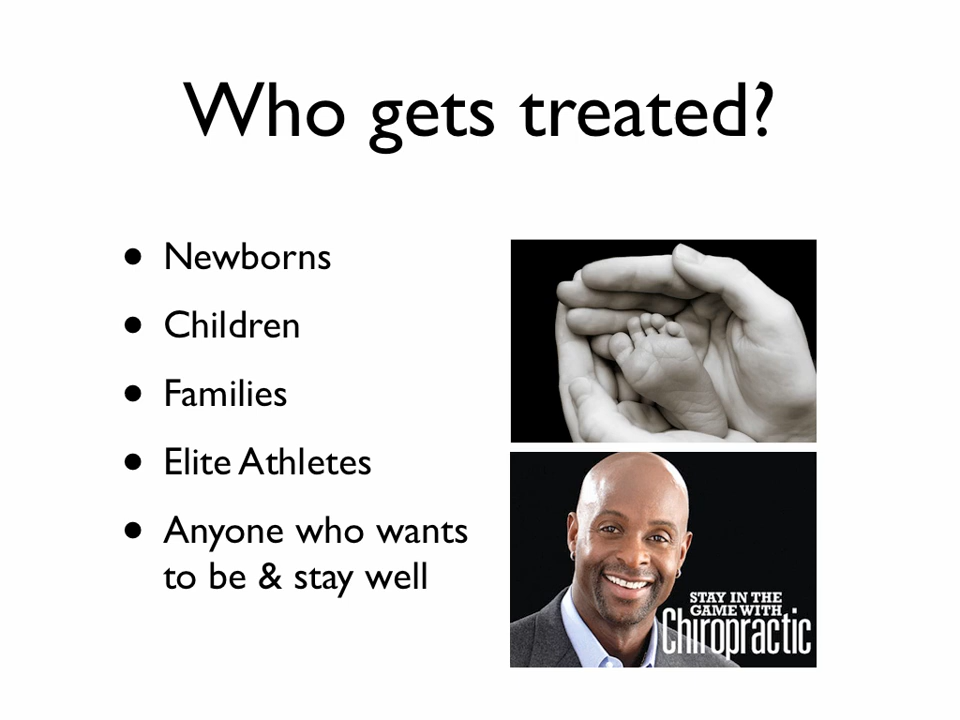 Who gets treated?
• Newborns
• Children
• Families
• Elite Athletes
• Anyone who wants
to be & stay well
STAY IN THE
GAME WITH
Chiropractic